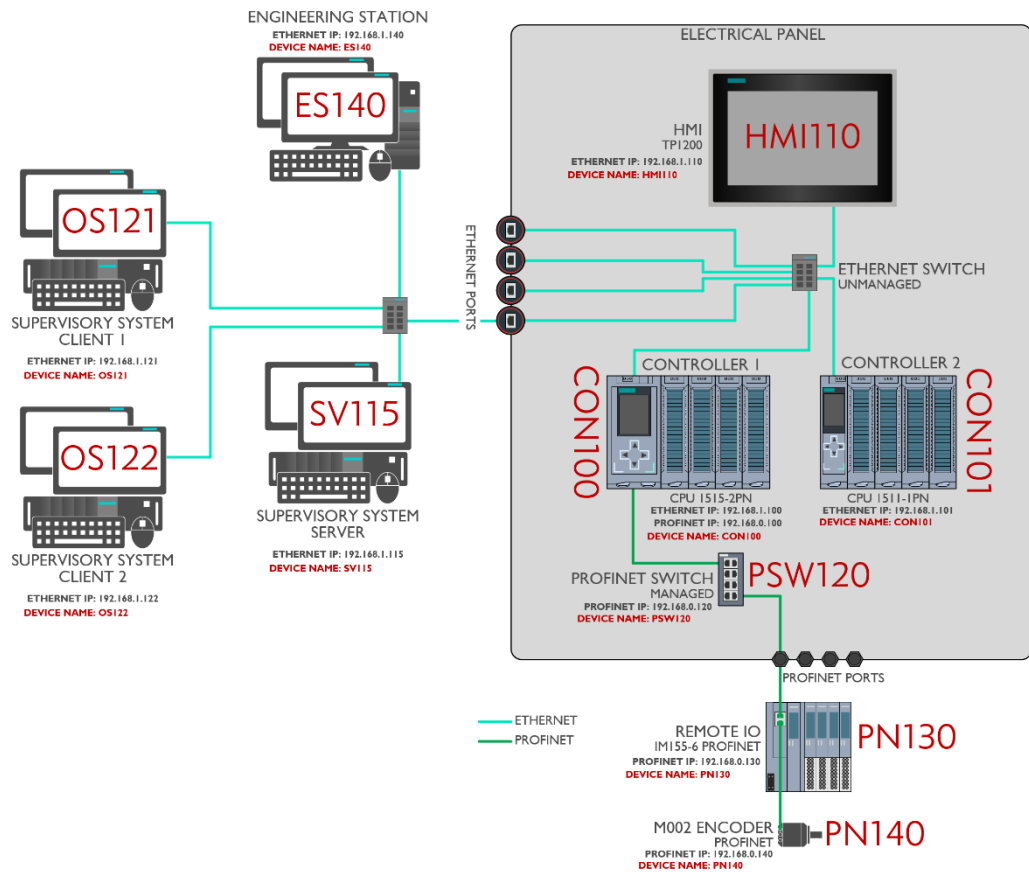 ENGINEERING STATION
ETHERNET IP: 192.168.1.140
DEVICE NAME: ES140
ES140
OS121
SUPERVISORY SYSTEM
CLIENT 1
ETHERNET IP: 192.168.1.121
DEVICE NAME: OS121
OS122
SUPERVISORY SYSTEM
CLIENT 2
ETHERNET IP: 192.168.1.122
DEVICE NAME: OS122
SV115
SUPERVISORY SYSTEM
SERVER
ETHERNET IP: 192.168.1.115
DEVICE NAME: SV115
ETHERNET PORTS
ELECTRICAL PANEL
HMI
TP1200
ETHERNET IP: 192.168.1.110
DEVICE NAME: HMI110
HMI110
ETHERNET SWITCH
UNMANAGED
CONTROLLER 1
CON100
CPU 1515-2PN
ETHERNET IP: 192.168.1.100
PROFINET IP: 192.168.0.100
DEVICE NAME: CON100
CONTROLLER 2
CON101
CPU 1511-1PN
ETHERNET IP: 192.168.1.101
DEVICE NAME: CON101
PROFINET SWITCH
MANAGED
PROFINET IP: 192.168.0.120
DEVICE NAME: PSW120
PSW120
PROFINET PORTS
ETHERNET
PROFINET
REMOTE IO
IM155-6 PROFINET
PROFINET IP: 192.168.0.130
DEVICE NAME: PN130
PN130
M002 ENCODER
PROFINET
PROFINET IP: 192.168.0.140
DEVICE NAME: PN140
PN140